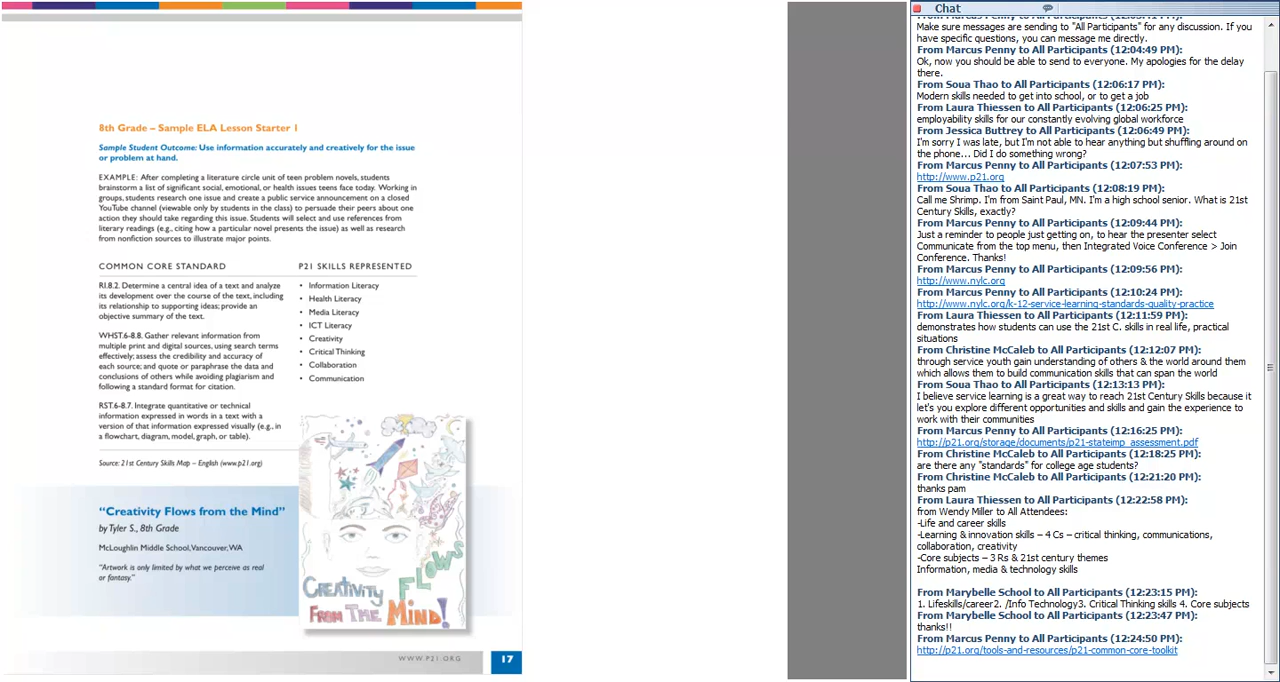 8th Grade – Sample ELA Lesson Starter 1
Sample Student Outcome: Use information accurately and creatively for the issue
or problem at hand.
EXAMPLE: After completing a literature circle unit of teen problem novels, students
brainstorm a list of significant social, emotional, or health issues teens face today. Working in
groups, students research one issue and create a public service announcement on a closed
YouTube channel (viewable only by students in the class) to persuade their peers about one
action they should take regarding this issue. Students will select and use references from
literary readings (e.g., citing how a particular novel presents the issue) as well as research
from nonfiction sources to illustrate major points.
COMMON CORE STANDARD
RI.8.2. Determine a central idea of a text and analyze
its development over the course of the text, including
its relationship to supporting ideas; provide an
objective summary of the text.
WHST.6-8.8. Gather relevant information from
multiple print and digital sources, using search terms
effectively; assess the credibility and accuracy of
each source; and quote or paraphrase the data and
conclusions of others while avoiding plagiarism and
following a standard format for citation.
RST.6-8.7. Integrate quantitative or technical
information expressed in words in a text with a
version of that information expressed visually (e.g., in
a flowchart, diagram, model, graph, or table).
P21 SKILLS REPRESENTED
• Information Literacy
• Health Literacy
• Media Literacy
• ICT Literacy
• Creativity
• Critical Thinking
• Collaboration
• Communication
Source: 21st Century Skills Map – English (www.p21.org)
“Creativity Flows from the Mind”
by Tyler S., 8th Grade
McLoughlin Middle School, Vancouver, WA
“Artwork is only limited by what we perceive as real
or fantasy.”
CREATIVITY FLOWS
FROM THE MIND!
WWW.P21.ORG
17
Chat
From Marcus Penny to All Participants
Make sure messages are sending to "All Participants" for any discussion. If you
have specific questions, you can message me directly.
From Marcus Penny to All Participants (12:04:49 PM):
Ok, now you should be able to send to everyone. My apologies for the delay
there.
From Soua Thao to All Participants (12:06:17 PM):
Modern skills needed to get into school, or to get a job
From Laura Thiessen to All Participants (12:06:25 PM):
employability skills for our constantly evolving global workforce
From Jessica Buttrey to All Participants (12:06:49 PM):
I'm sorry I was late, but I'm not able to hear anything but shuffling around on
the phone... Did I do something wrong?
From Marcus Penny to All Participants (12:07:53 PM):
http://www.p21.org
From Soua Thao to All Participants (12:08:19 PM):
Call me Shrimp. I'm from Saint Paul, MN. I'm a high school senior. What is 21st
Century Skills, exactly?
From Marcus Penny to All Participants (12:09:44 PM):
Just a reminder to people just getting on, to hear the presenter select
Communicate from the top menu, then Integrated Voice Conference > Join
Conference. Thanks!
From Marcus Penny to All Participants (12:09:56 PM):
http://www.nylc.org
From Marcus Penny to All Participants (12:10:24 PM):
http://www.nylc.org/k-12-service-learning-standards-quality-practice
From Laura Thiessen to All Participants (12:11:59 PM):
demonstrates how students can use the 21st C. skills in real life, practical
situations
From Christine McCaleb to All Participants (12:12:07 PM):
through service youth gain understanding of others & the world around them
which allows them to build communication skills that can span the world
From Soua Thao to All Participants (12:13:13 PM):
I believe service learning is a great way to reach 21st Century Skills because it
let's you explore different opportunities and skills and gain the experience to
work with their communities
From Marcus Penny to All Participants (12:16:25 PM):
http://p21.org/storage/documents/p21-stateimp_assessment.pdf
From Christine McCaleb to All Participants (12:18:25 PM):
are there any "standards" for college age students?
From Christine McCaleb to All Participants (12:21:20 PM):
thanks pam
From Laura Thiessen to All Participants (12:22:58 PM):
from Wendy Miller to All Attendees:
-Life and career skills
-Learning & innovation skills – 4 Cs – critical thinking, communications,
collaboration, creativity
-Core subjects – 3 Rs & 21st century themes
Information, media & technology skills
From Marybelle School to All Participants (12:23:15 PM):
1. Lifeskills/career2. /Info Technology3. Critical Thinking skills 4. Core subjects
From Marybelle School to All Participants (12:23:47 PM):
thanks!!
From Marcus Penny to All Participants (12:24:50 PM):
http://p21.org/tools-and-resources/p21-common-core-toolkit